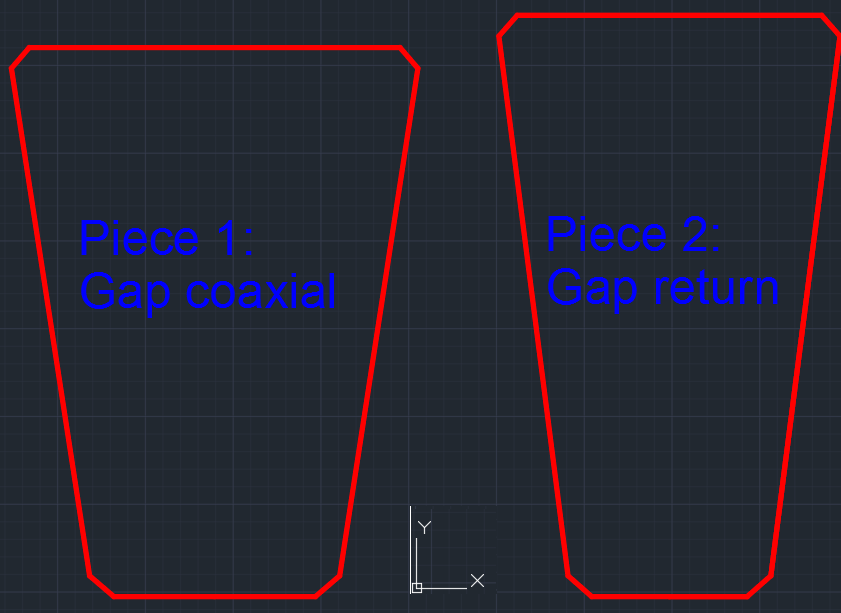 Piece 1:
Gap coaxial
Piece 2:
Gap return
Y
X